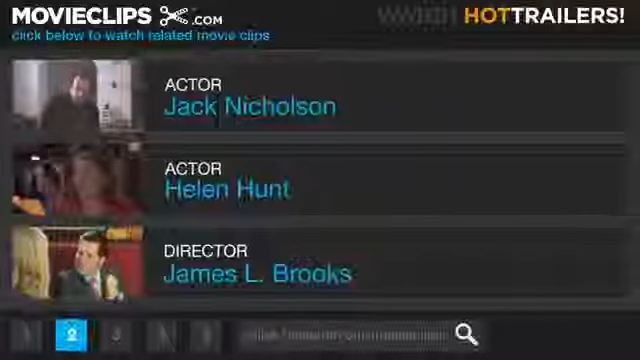 MOVIECLIPS .COM
HOTTRAILERS!
click below to watch related movie clips
ACTOR
Jack Nicholson
ACTOR
Helen Hunt
DIRECTOR
James L. Brooks
2
3